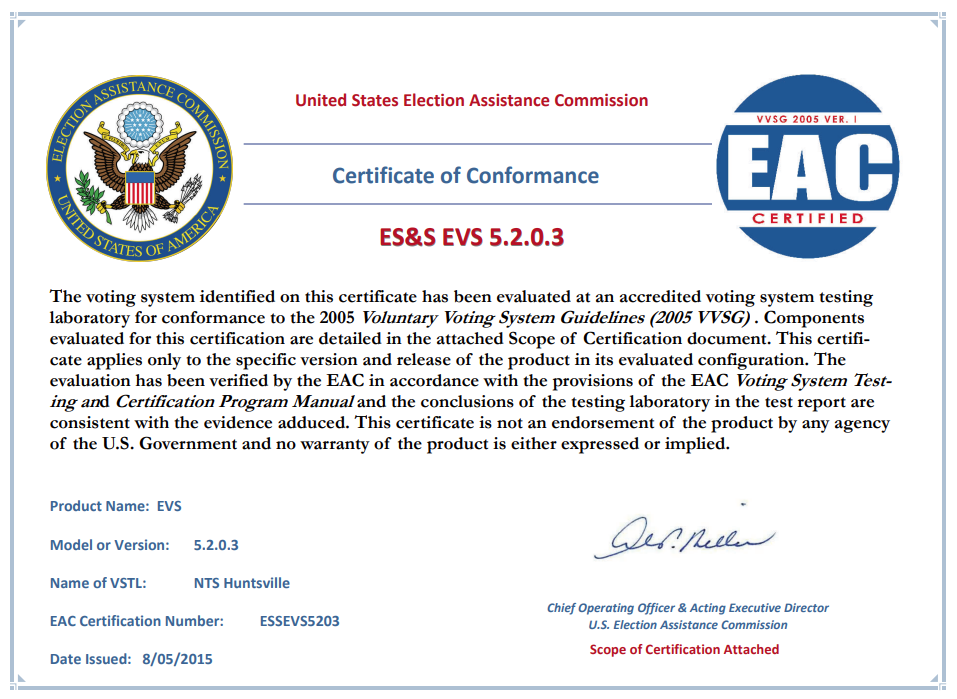 ELECTION ASSISTANCE COMMISSION
UNITED STATES OF AMERICA
United States Election Assistance Commission
Certificate of Conformance
ES&S EVS 5.2.0.3
VVSG 2005 VER. I
EAC
CERTIFIED
The voting system identified on this certificate has been evaluated at an accredited voting system testing
laboratory for conformance to the 2005 Voluntary Voting System Guidelines (2005 VVSG) . Components
evaluated for this certification are detailed in the attached Scope of Certification document. This certifi-
cate applies only to the specific version and release of the product in its evaluated configuration. The
evaluation has been verified by the EAC in accordance with the provisions of the EAC Voting System Test-
ing and Certification Program Manual and the conclusions of the testing laboratory in the test report are
consistent with the evidence adduced. This certificate is not an endorsement of the product by any agency
of the U.S. Government and no warranty of the product is either expressed or implied.
Product Name: EVS
Model or Version: 5.2.0.3
Name of VSTL: NTS Huntsville
EAC Certification Number: ESSEVS5203
Date Issued: 8/05/2015
Chief Operating Officer & Acting Executive Director
U.S. Election Assistance Commission
Scope of Certification Attached